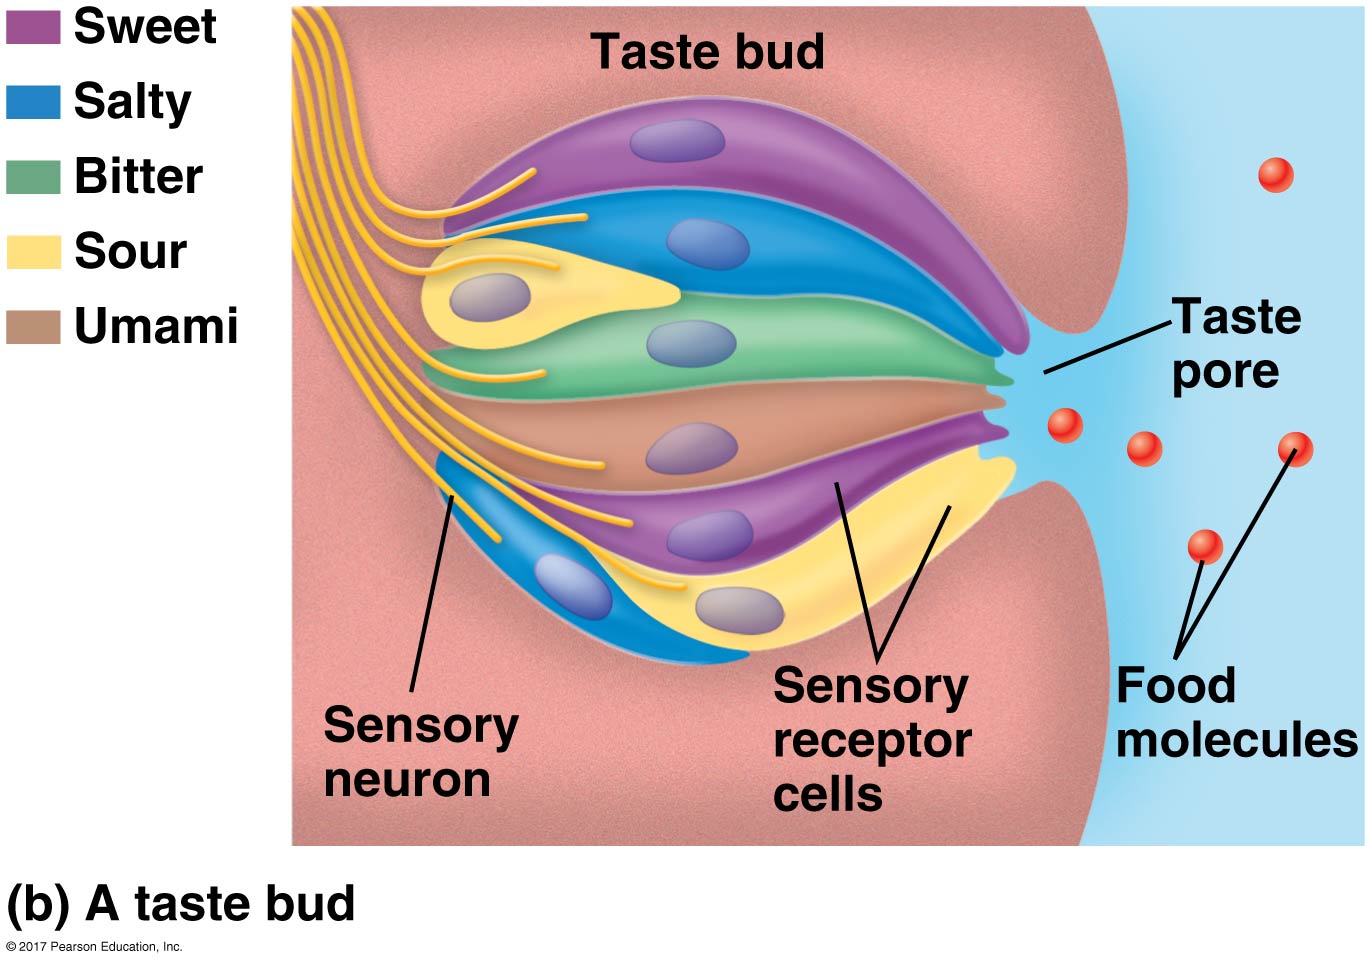 Sweet
Salty
Bitter
Sour
Umami
Taste bud
Taste
pore
Sensory
neuron
Sensory
receptor
cells
Food
molecules
(b) A taste bud
© 2017 Pearson Education, Inc.